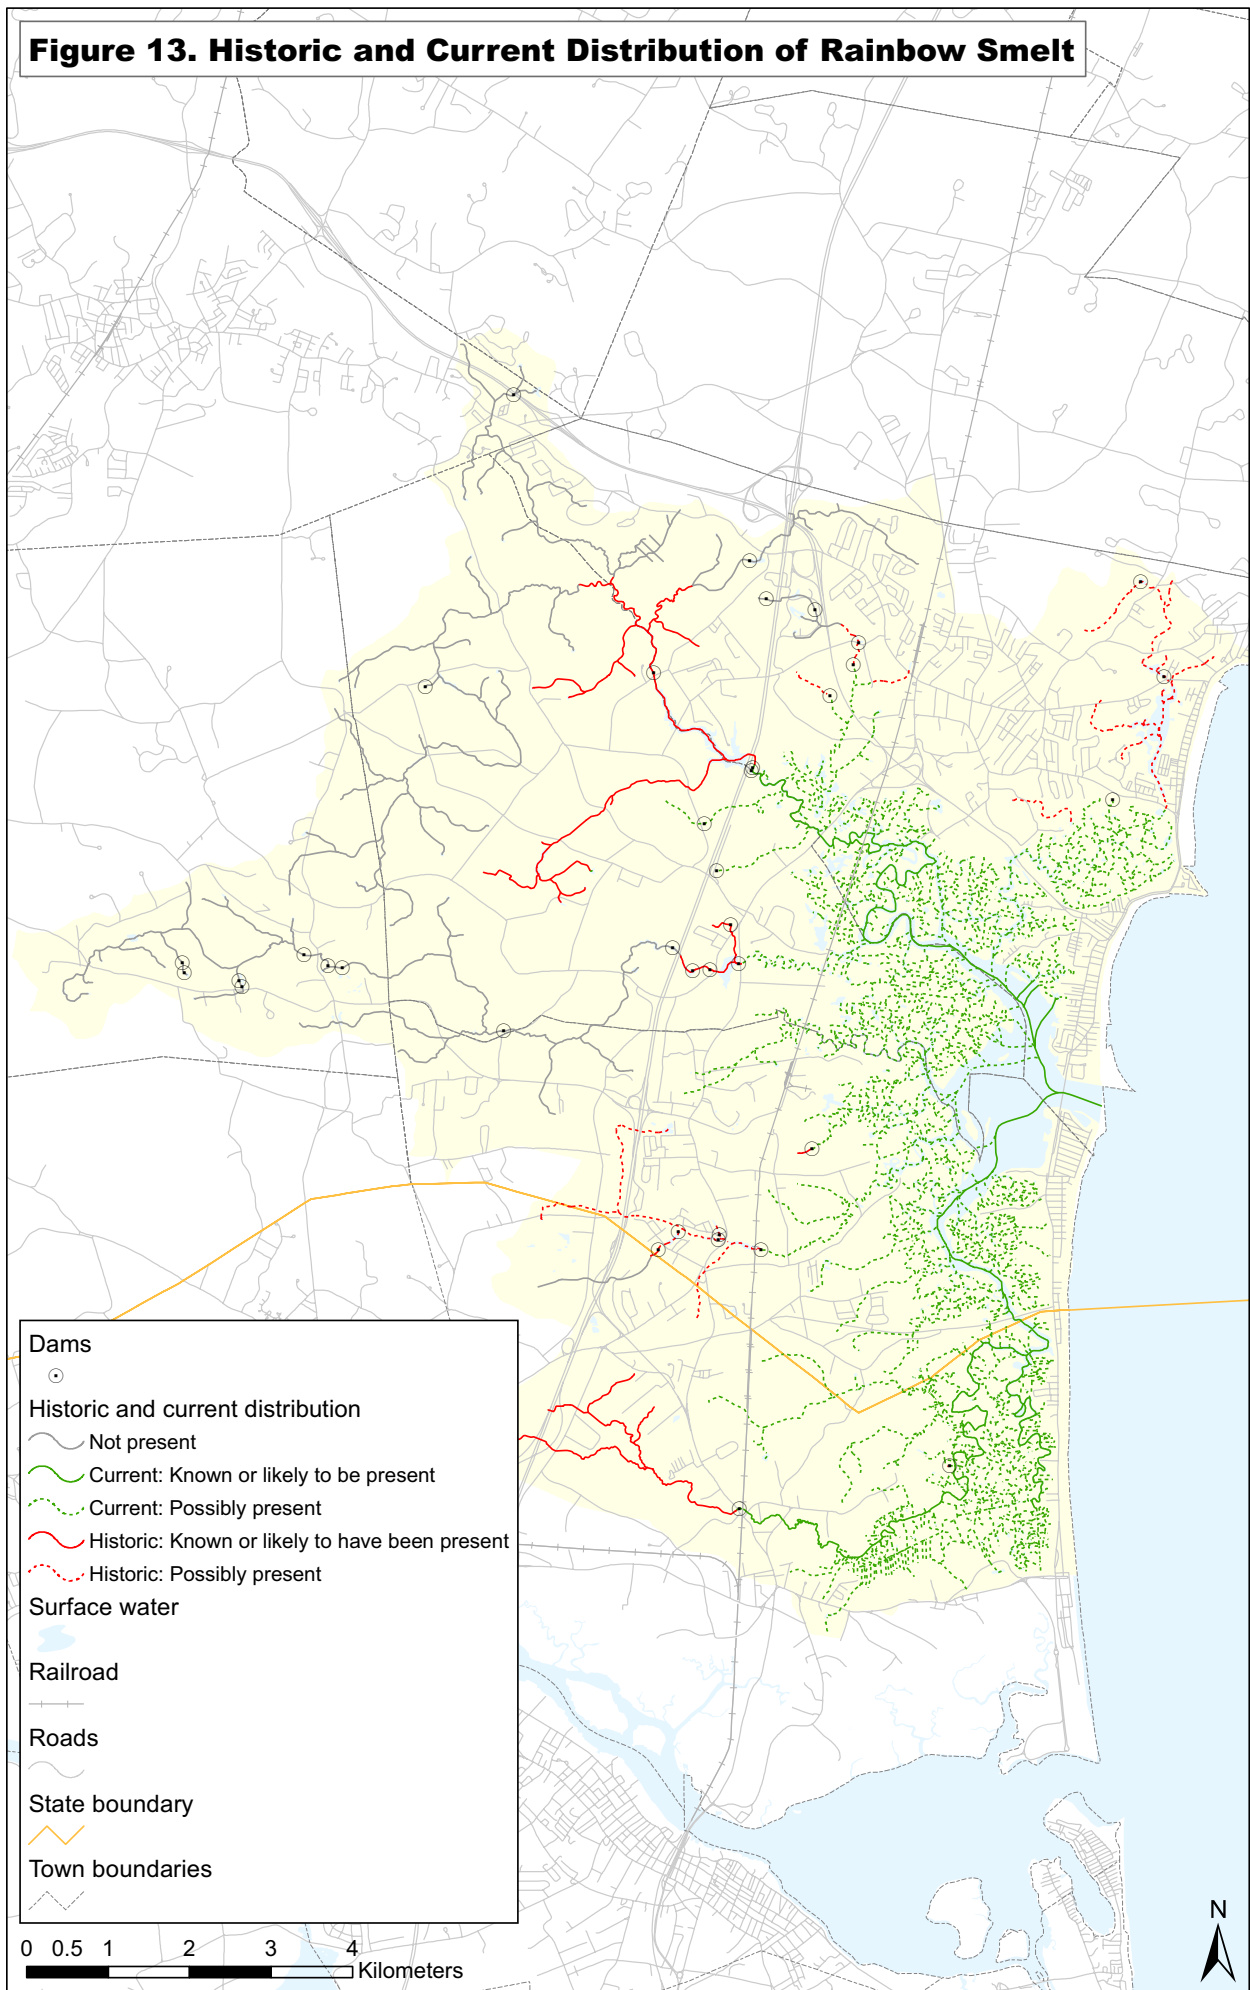 Figure 13. Historic and Current Distribution of Rainbow Smelt
Dams
Historic and current distribution
Not present
Current: Known or likely to be present
Current: Possibly present
Historic: Known or likely to have been present
Historic: Possibly present
Surface water
Railroad
Roads
State boundary
Town boundaries
0 0.5 1 2 3 4
Kilometers
N